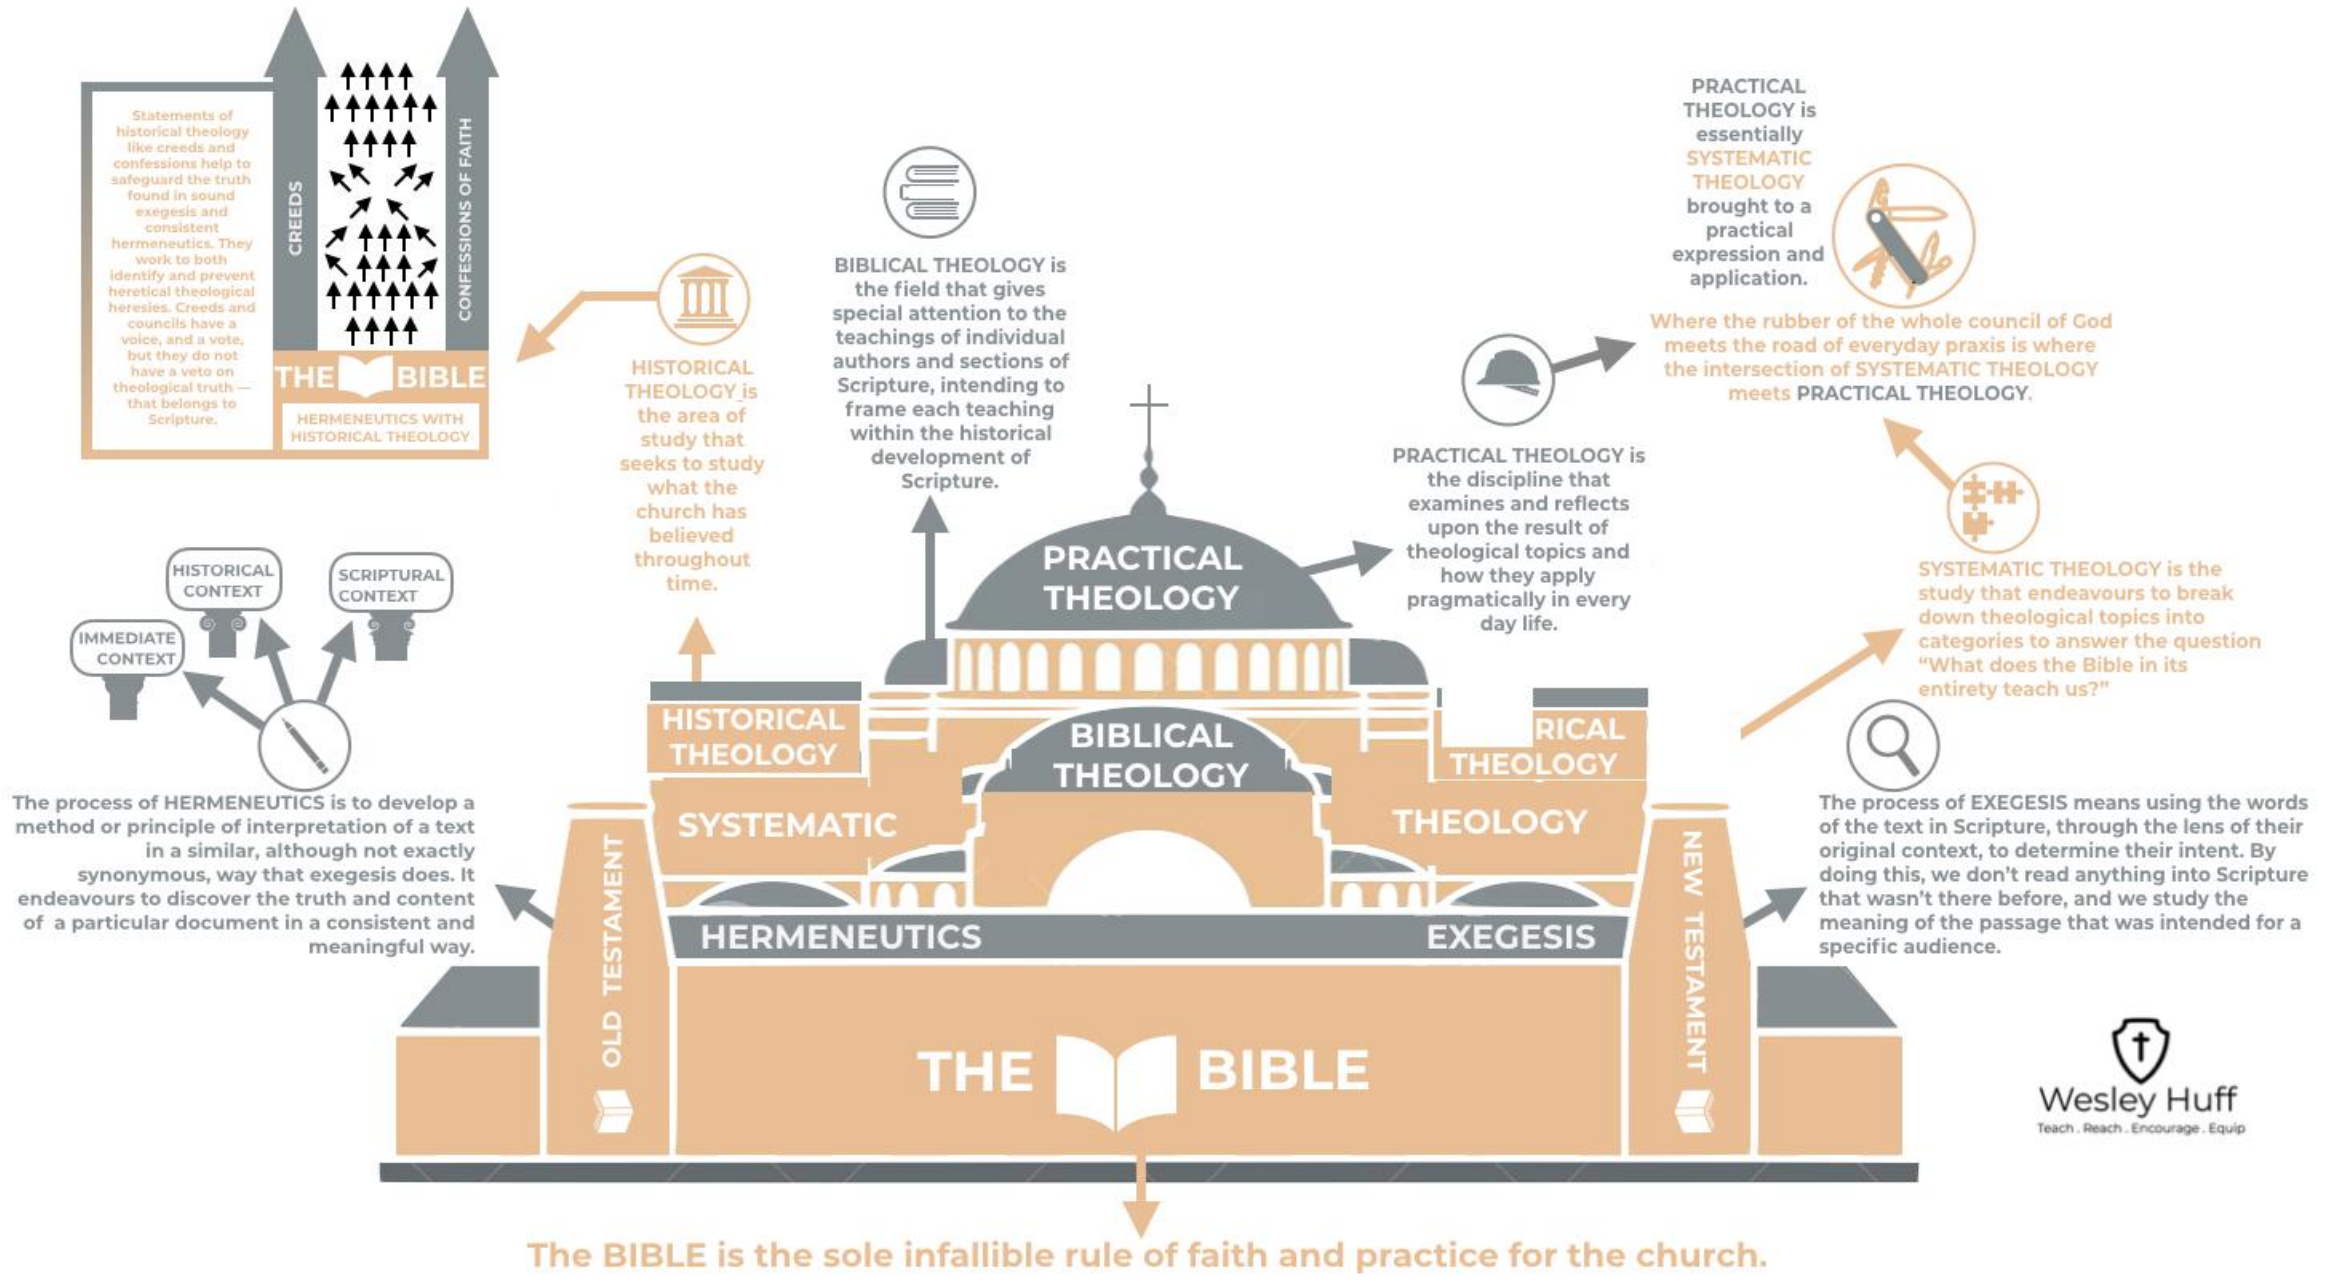 Statements of
historical theology
like creeds and
confessions help to
safeguard the truth
found in sound
exegesis and
consistent
hermeneutics. They
work to both
identify and prevent
heretical theological
heresies. Creeds and
councils have a
voice, and a vote,
but they do not
have a veto on
theological truth —
that belongs to
Scripture.
CREEDS
CONFESSIONS OF FAITH
THE BIBLE
HERMENEUTICS WITH
HISTORICAL THEOLOGY
HISTORICAL
THEOLOGY is
the area of
study that
seeks to study
what the
church has
believed
throughout
time.
BIBLICAL THEOLOGY is
the field that gives
special attention to the
teachings of individual
authors and sections of
Scripture, intending to
frame each teaching
within the historical
development of
Scripture.
PRACTICAL THEOLOGY is
the discipline that
examines and reflects
upon the result of
theological topics and
how they apply
pragmatically in every
day life.
PRACTICAL
THEOLOGY is
essentially
SYSTEMATIC
THEOLOGY
brought to a
practical
expression and
application.
Where the rubber of the whole council of God
meets the road of everyday praxis is where
the intersection of SYSTEMATIC THEOLOGY
meets PRACTICAL THEOLOGY.
SYSTEMATIC THEOLOGY is the
study that endeavours to break
down theological topics into
categories to answer the question
“What does the Bible in its
entirety teach us?”
IMMEDIATE
CONTEXT
HISTORICAL
CONTEXT
SCRIPTURAL
CONTEXT
The process of HERMENEUTICS is to develop a
method or principle of interpretation of a text
in a similar, although not exactly
synonymous, way that exegesis does. It
endeavours to discover the truth and content
of a particular document in a consistent and
meaningful way.
The process of EXEGESIS means using the words
of the text in Scripture, through the lens of their
original context, to determine their intent. By
doing this, we don’t read anything into Scripture
that wasn’t there before, and we study the
meaning of the passage that was intended for a
specific audience.
PRACTICAL
THEOLOGY
HISTORICAL
THEOLOGY
BIBLICAL
THEOLOGY
RICAL
THEOLOGY
SYSTEMATIC
THEOLOGY
HERMENEUTICS
EXEGESIS
OLD TESTAMENT
NEW TESTAMENT
THE BIBLE
Wesley Huff
Teach . Reach . Encourage . Equip
The BIBLE is the sole infallible rule of faith and practice for the church.